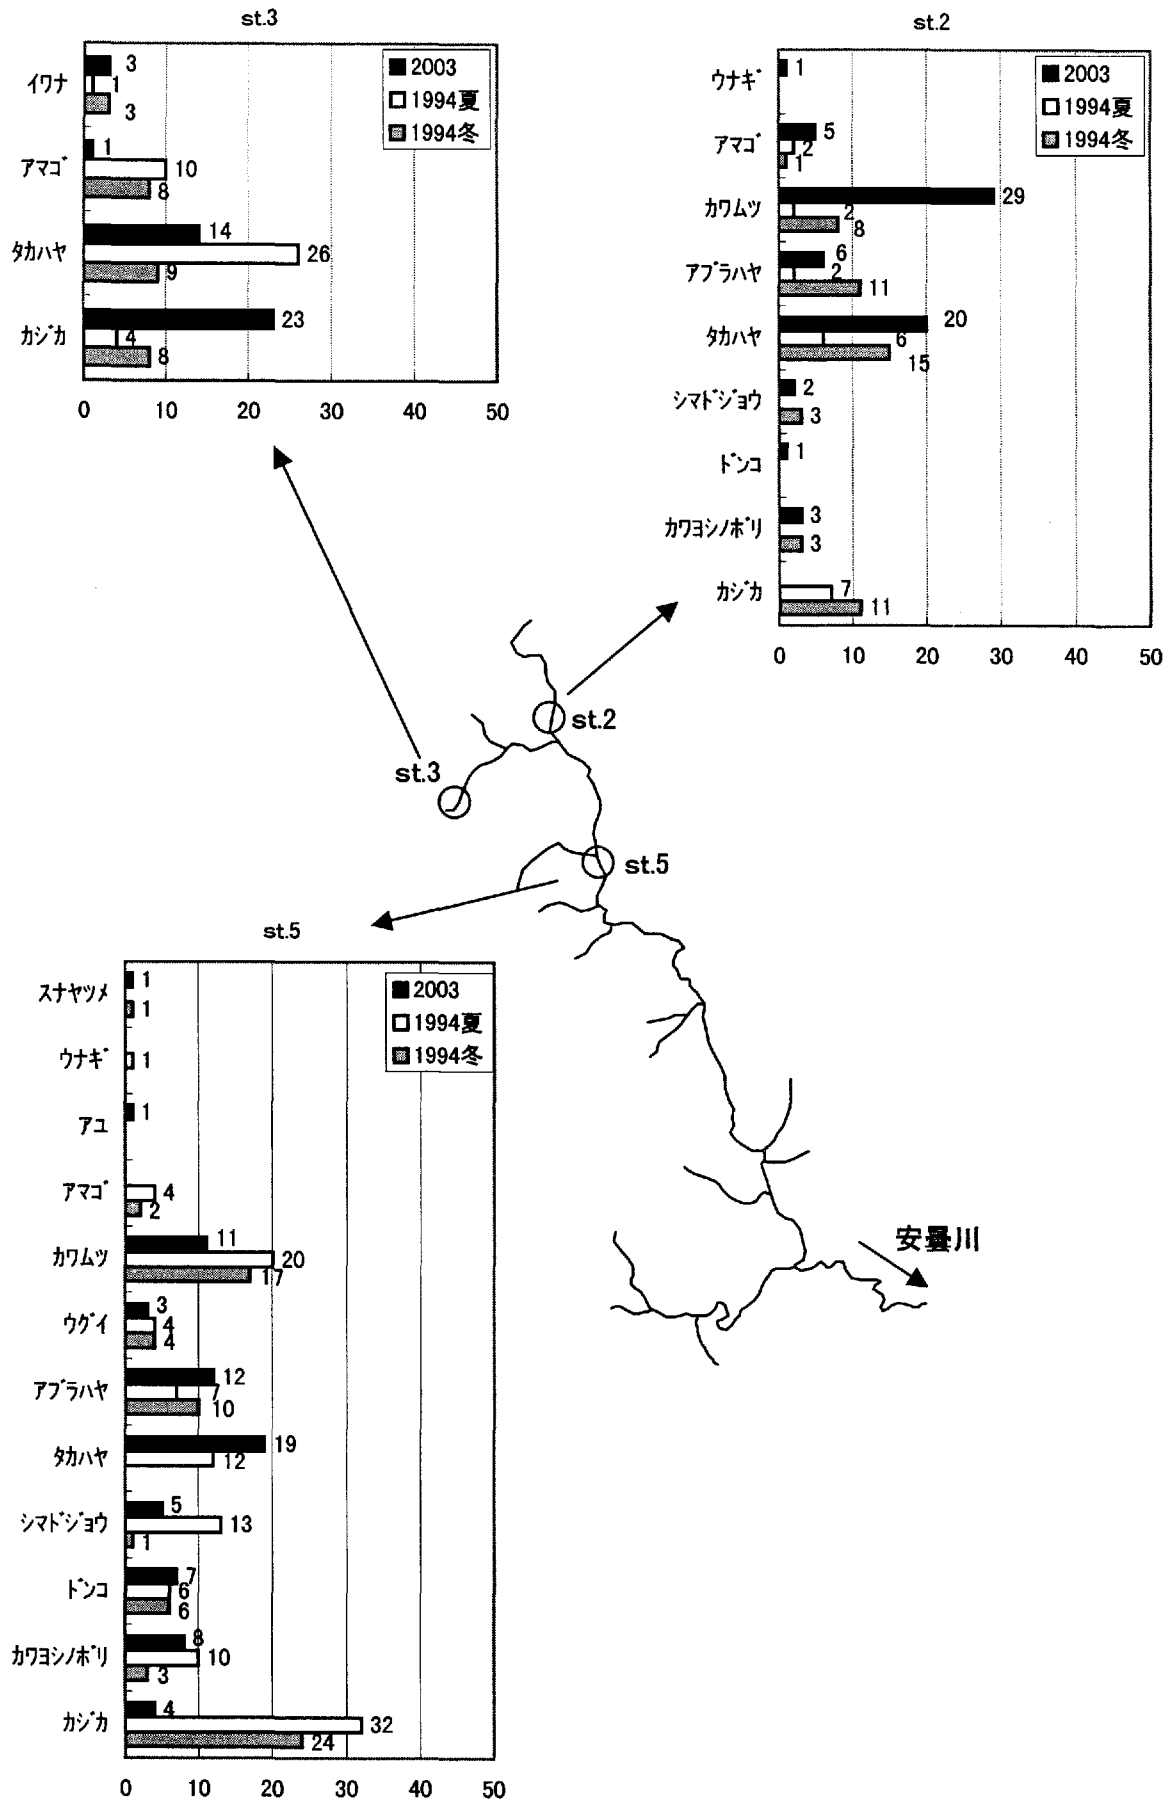 st.3
2003
1994夏
1994冬
イワナ
3
1
3
アマゴ
1
10
8
タカハヤ
14
26
9
カジカ
23
4
8
0 10 20 30 40 50
st.2
2003
1994夏
1994冬
ウナギ
1
アマゴ
5
2
1
カワムツ
29
2
8
アブラハヤ
6
2
11
タカハヤ
20
6
15
シマドジョウ
2
3
ドンコ
1
カワヨシノボリ
3
3
カジカ
7
11
0 10 20 30 40 50
st.2
st.3
st.5
安曇川
st.5
2003
1994夏
1994冬
スナヤツメ
1
1
ウナギ
1
アユ
1
アマゴ
4
2
カワムツ
11
20
17
ウグイ
3
4
4
アブラハヤ
12
7
10
タカハヤ
19
12
シマドジョウ
5
13
1
ドンコ
7
6
6
カワヨシノボリ
8
10
3
カジカ
4
32
24
0 10 20 30 40 50